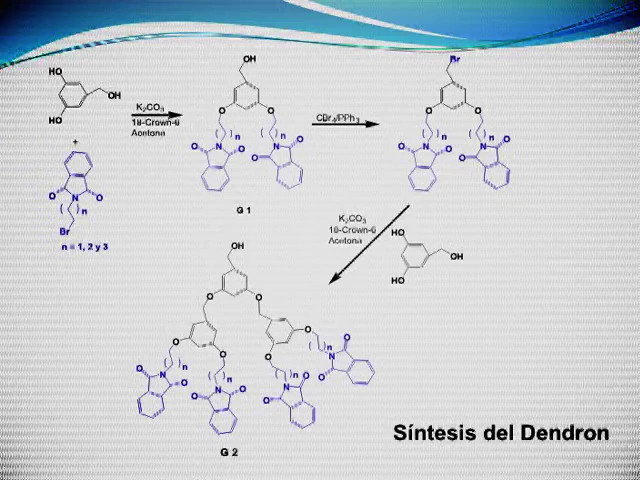 HO
OH
HO
K₂CO₃
18-Crown-6
Acetona
+
O
N
O
n
Br
n = 1, 2 y 3
OH
O
O
n
n
O
N
O
N
O
O
G 1
CBr₄/PPh₃
Br
O
O
n
n
O
N
O
N
O
O
K₂CO₃
18-Crown-6
Acetona
HO
OH
HO
OH
O
O
O
O
O
O
n
n
n
n
O
N
O
O
N
O
O
N
O
O
N
O
G 2
Síntesis del Dendron